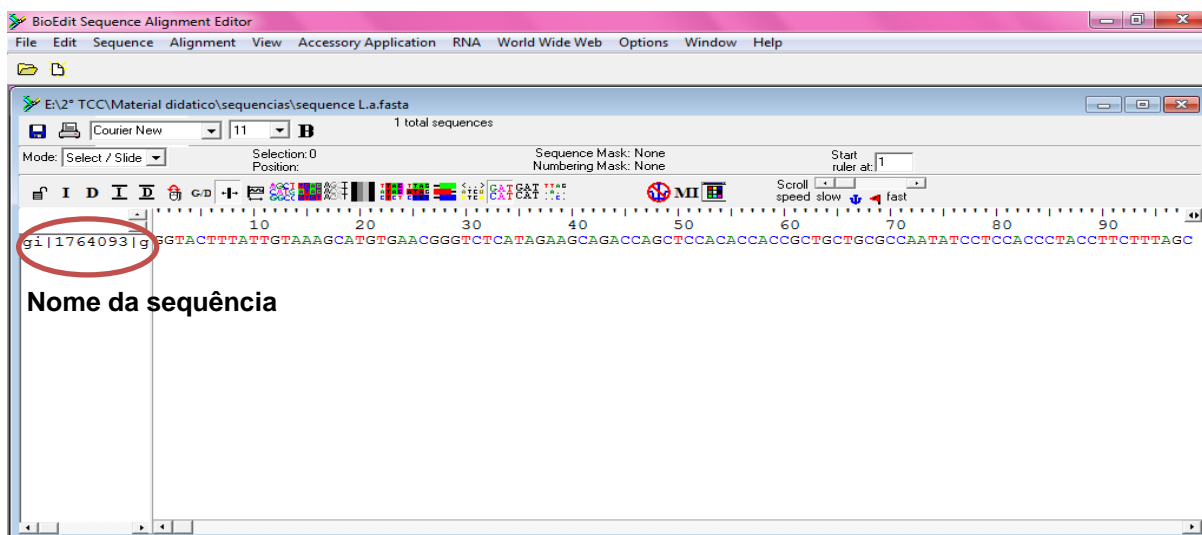 BioEdit Sequence Alignment Editor
File Edit Sequence Alignment View Accessory Application RNA World Wide Web Options Window Help
E:\2° TCC\Material didatico\sequencias\sequence L.a.fasta
Courier New 11 B 1 total sequences
Mode: Select / Slide Selection: 0 Sequence Mask: None Start
Position: Numbering Mask: None ruler at: 1
I D I D G/D MI Scroll
speed slow fast
10 20 30 40 50 60 70 80 90
gi|1764093|g GGTACTTTATTGTAAAGCATGTGAACGGGTCTCATAGAAGCAGACCAGCTCCACACCACCGCTGCTGCGCCAATATCCTCCACCCTACCTTCTTTAGC
Nome da sequência